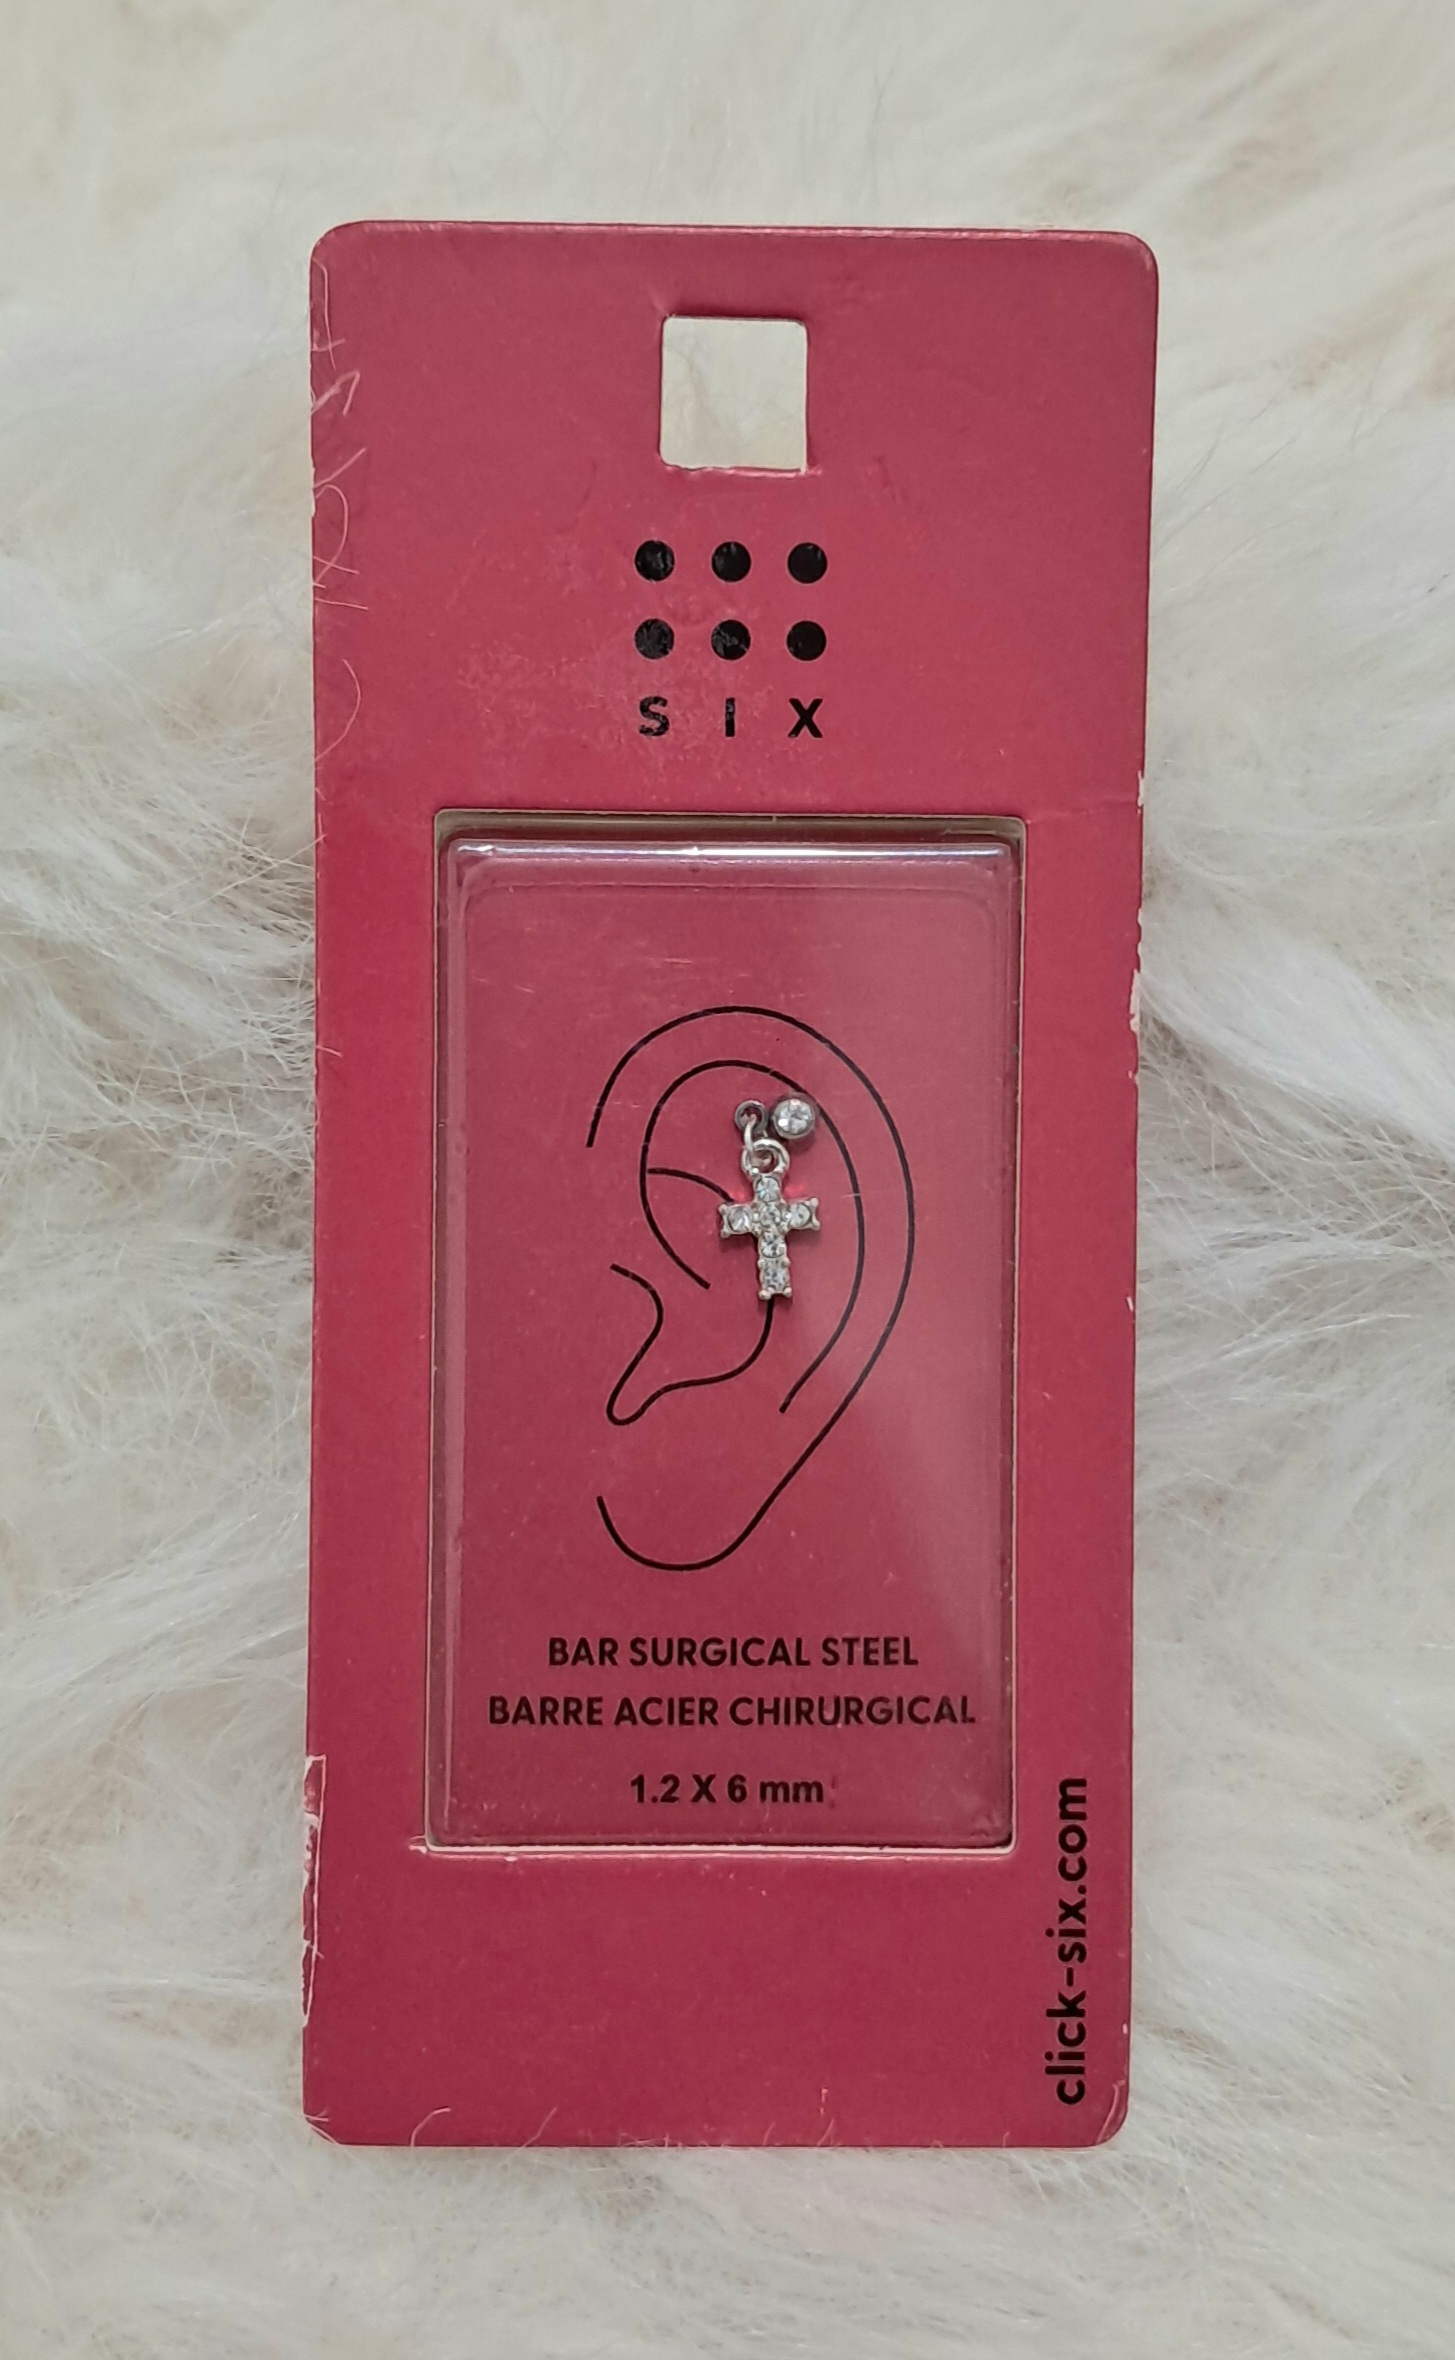 SIX
BAR SURGICAL STEEL
BARRE ACIER CHIRURGICAL
1.2 X 6 mm
click-six.com